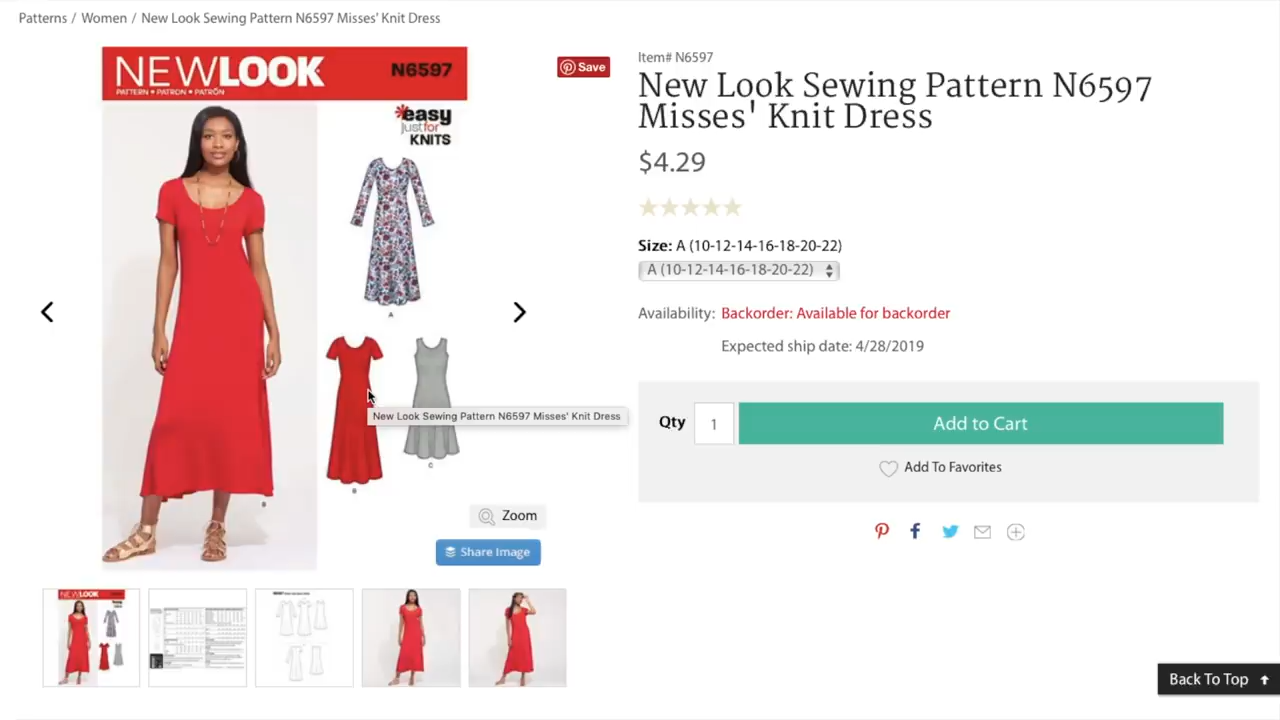 Patterns / Women / New Look Sewing Pattern N6597 Misses' Knit Dress
NEWLOOK
N6597
PATTERN • PATRON • PATRÓN
easy
just for
KNITS
A
B
C
B
New Look Sewing Pattern N6597 Misses' Knit Dress
Zoom
Share Image
Save
Item# N6597
New Look Sewing Pattern N6597
Misses' Knit Dress
$4.29
Size: A (10-12-14-16-18-20-22)
A (10-12-14-16-18-20-22)
Availability: Backorder: Available for backorder
Expected ship date: 4/28/2019
Qty 1 Add to Cart
Add To Favorites
NEWLOOK
Back To Top